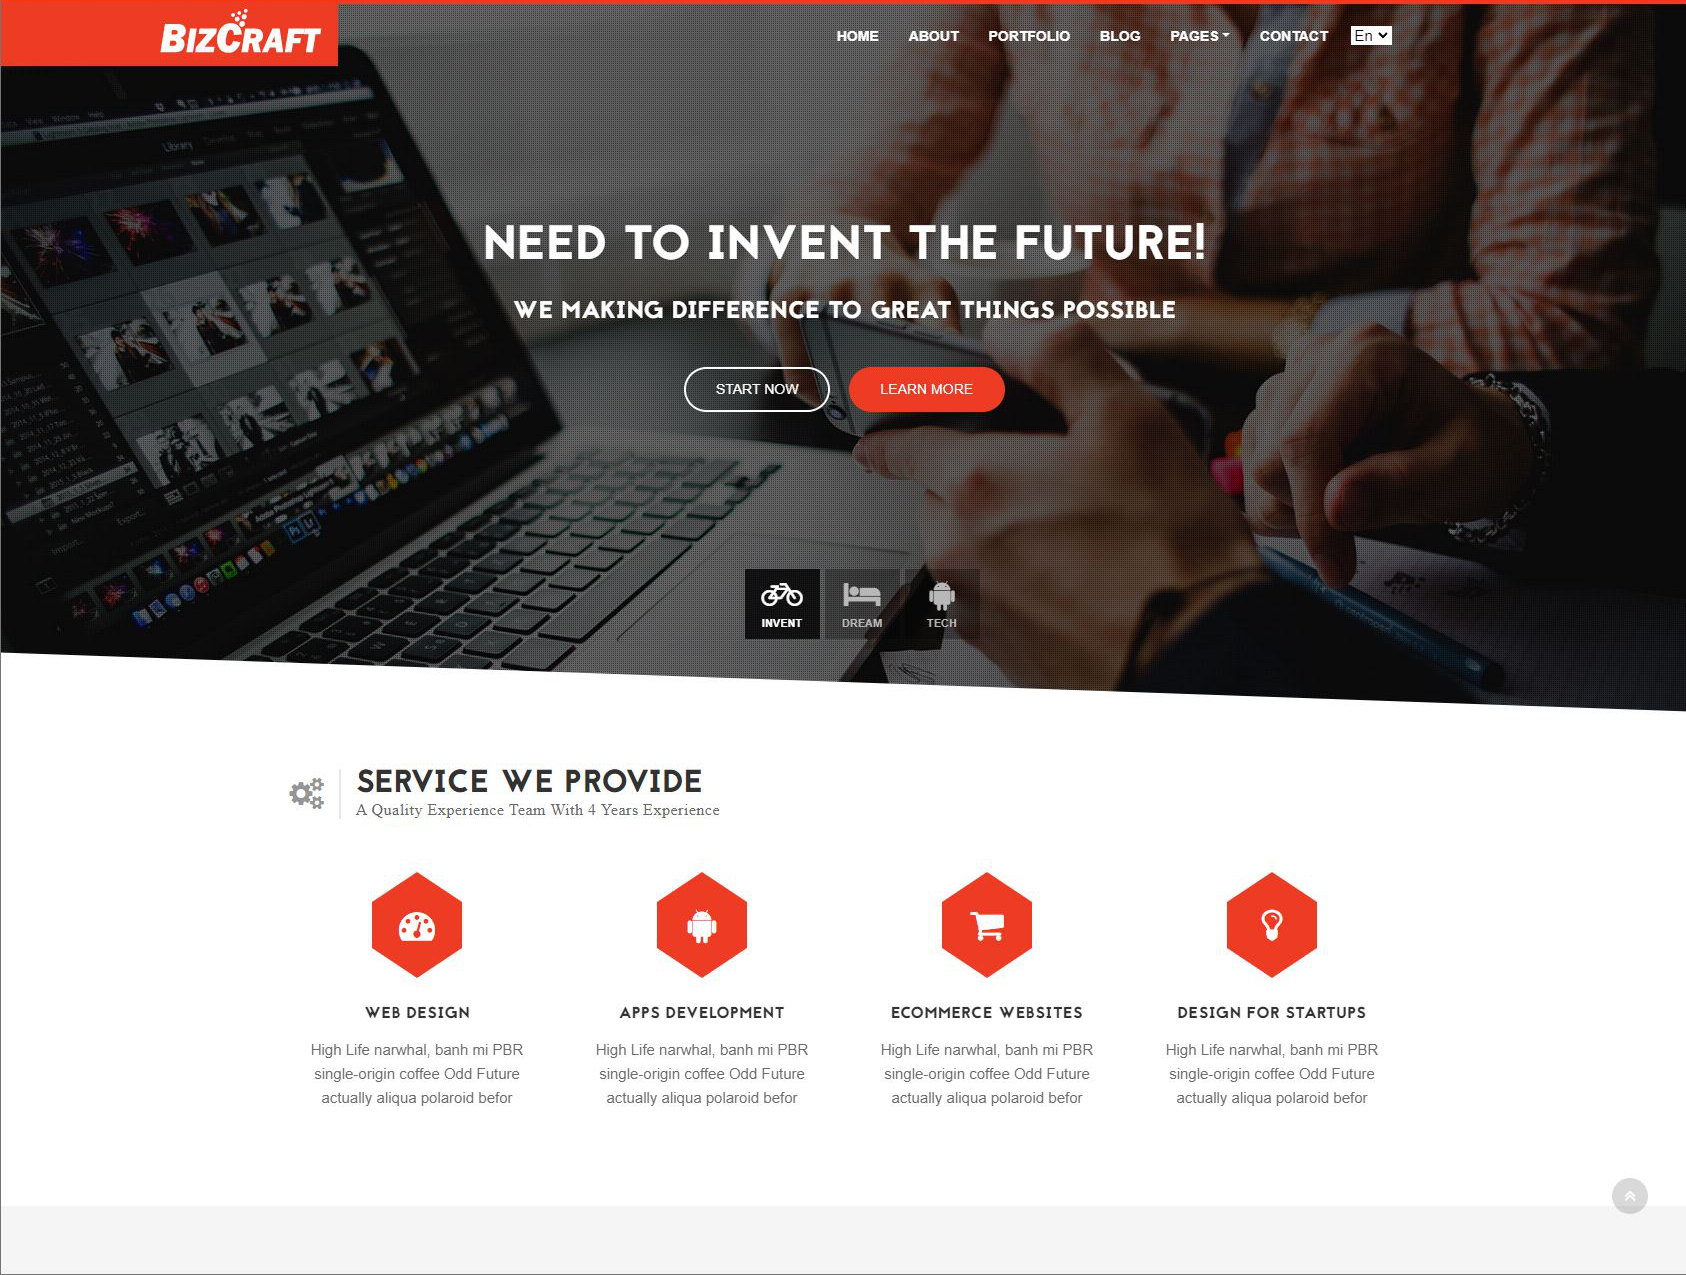 BizCraft
HOME ABOUT PORTFOLIO BLOG PAGES CONTACT En
Library
NEED TO INVENT THE FUTURE!
WE MAKING DIFFERENCE TO GREAT THINGS POSSIBLE
START NOW LEARN MORE
INVENT DREAM TECH
SERVICE WE PROVIDE
A Quality Experience Team With 4 Years Experience
WEB DESIGN APPS DEVELOPMENT ECOMMERCE WEBSITES DESIGN FOR STARTUPS
High Life narwhal, banh mi PBR High Life narwhal, banh mi PBR High Life narwhal, banh mi PBR High Life narwhal, banh mi PBR
single-origin coffee Odd Future single-origin coffee Odd Future single-origin coffee Odd Future single-origin coffee Odd Future
actually aliqua polaroid befor actually aliqua polaroid befor actually aliqua polaroid befor actually aliqua polaroid befor